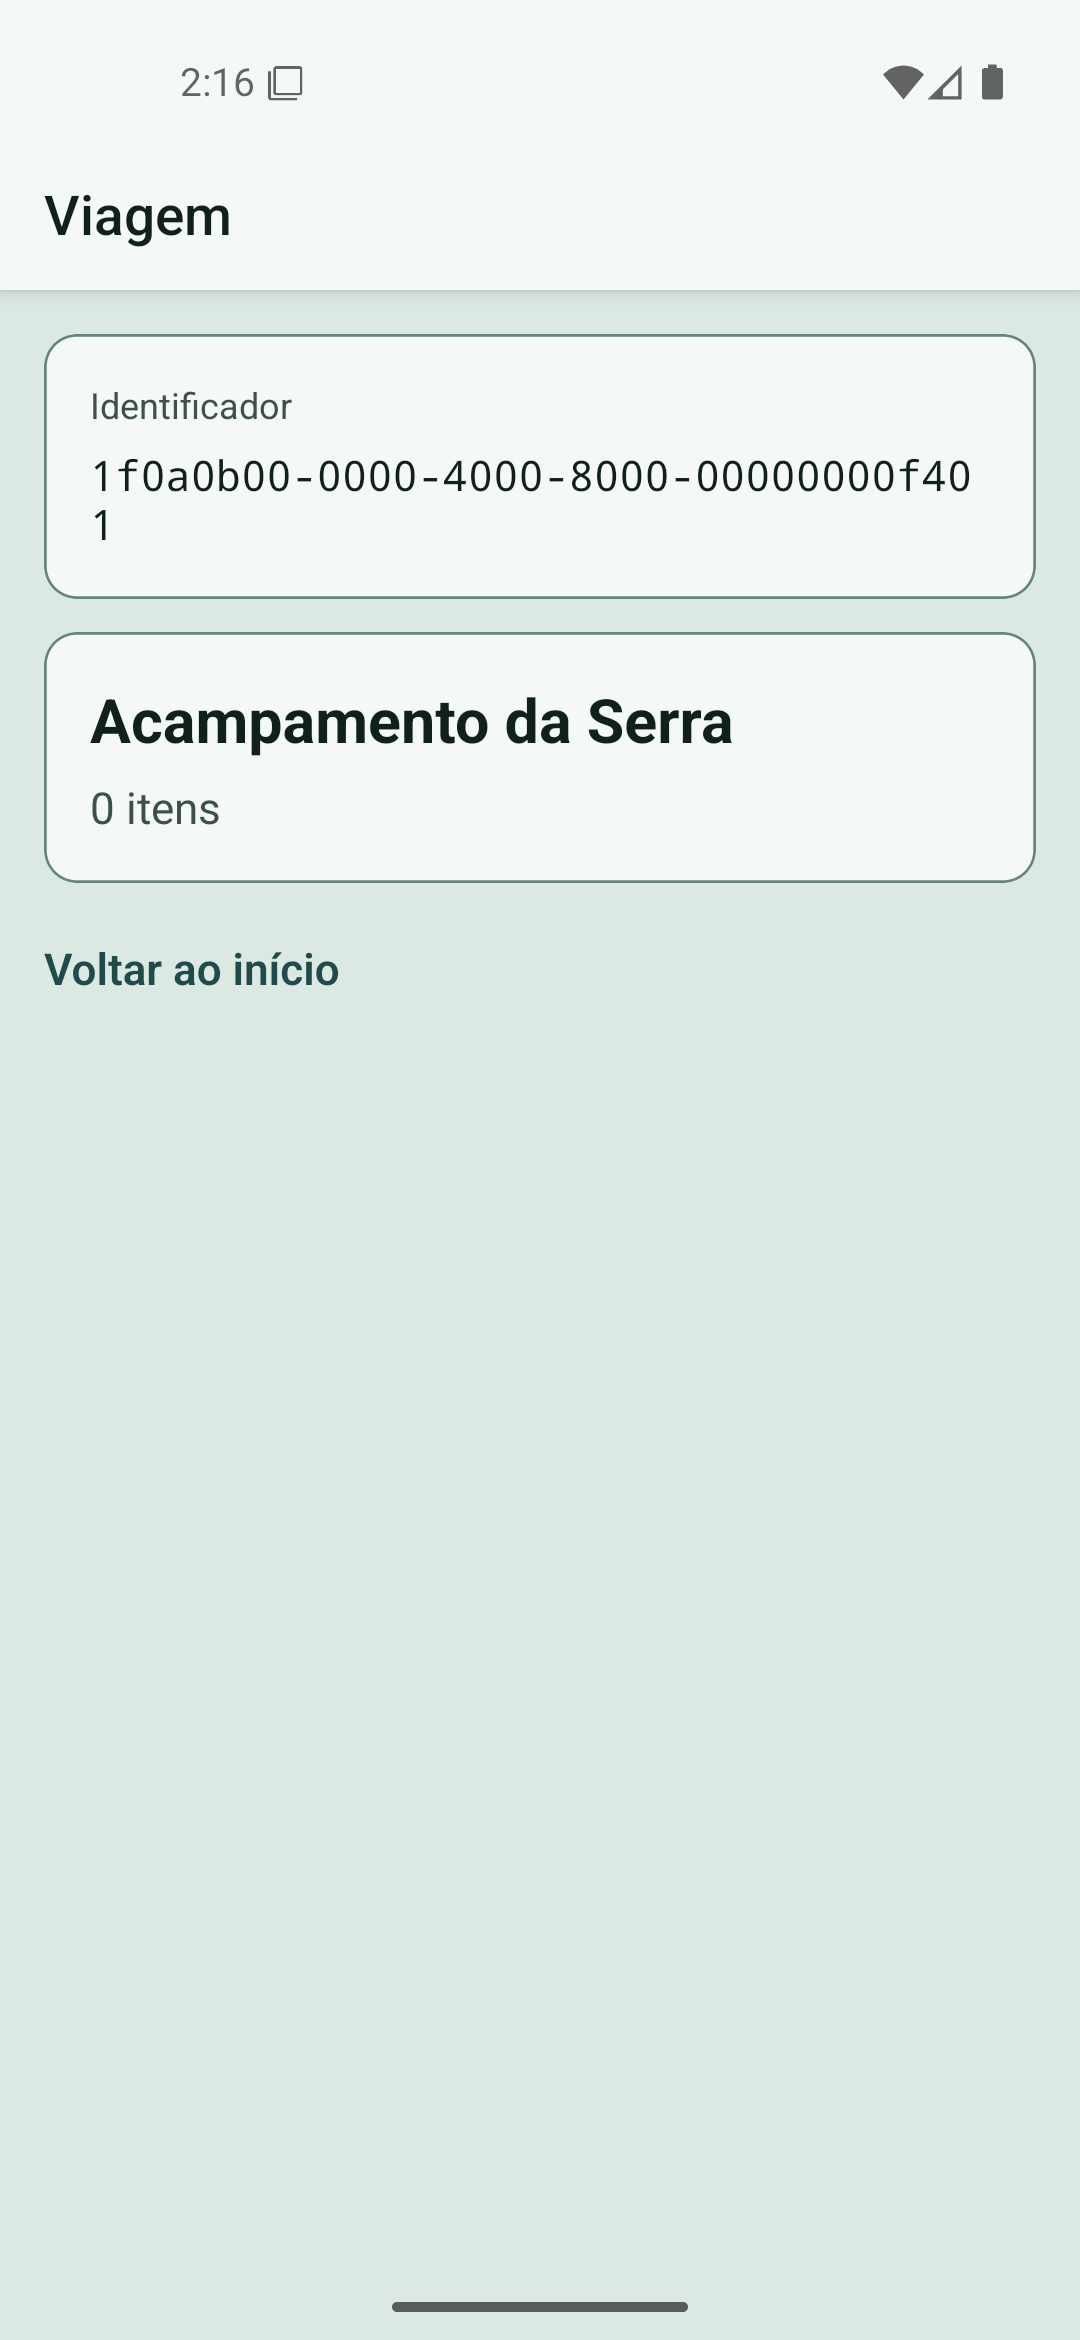 2:16
Viagem
Identificador
1f0a0b00-0000-4000-8000-00000000f40
1
Acampamento da Serra
0 itens
Voltar ao início